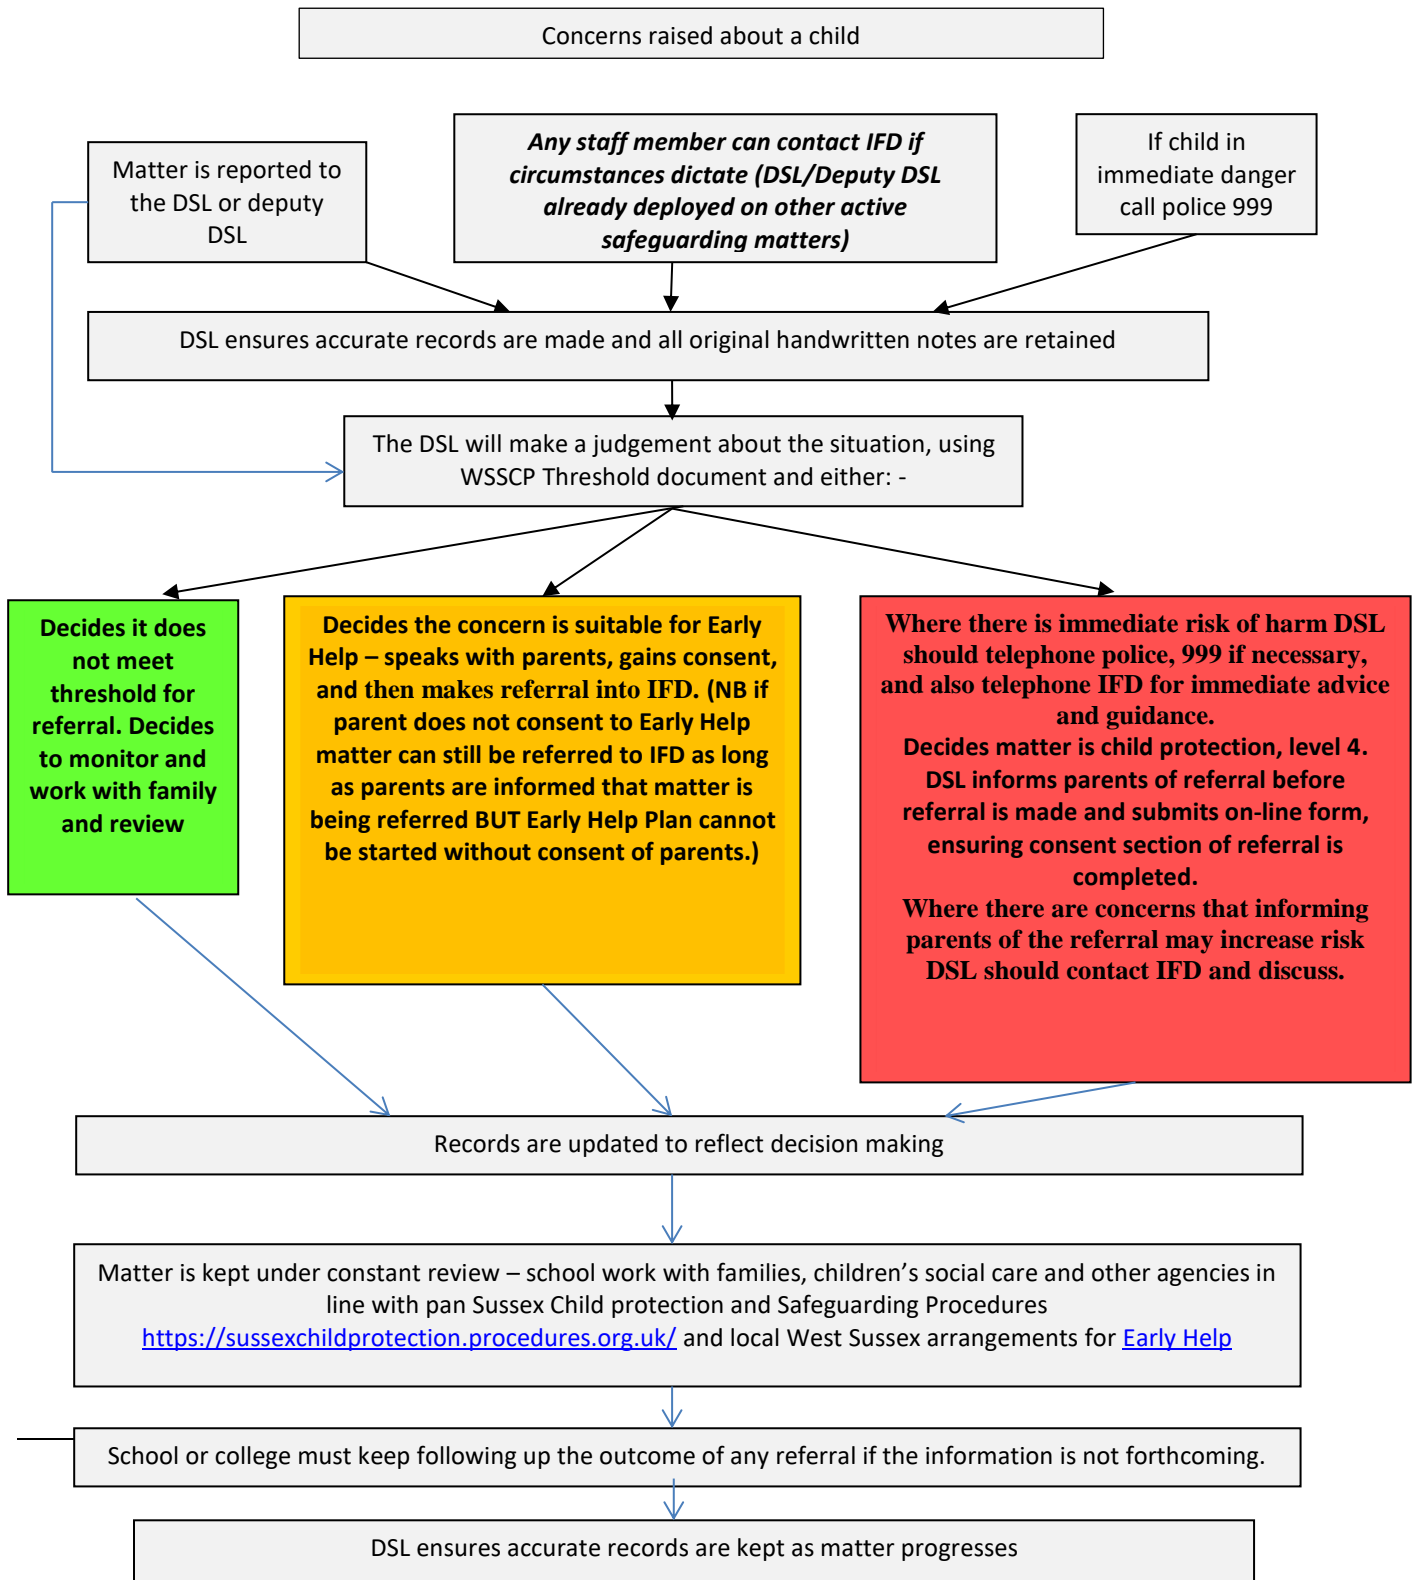 Concerns raised about a child
Matter is reported to
the DSL or deputy
DSL
Any staff member can contact IFD if
circumstances dictate (DSL/Deputy DSL
already deployed on other active
safeguarding matters)
If child in
immediate danger
call police 999
DSL ensures accurate records are made and all original handwritten notes are retained
The DSL will make a judgement about the situation, using
WSSCP Threshold document and either: -
Decides it does
not meet
threshold for
referral. Decides
to monitor and
work with family
and review
Decides the concern is suitable for Early
Help – speaks with parents, gains consent,
and then makes referral into IFD. (NB if
parent does not consent to Early Help
matter can still be referred to IFD as long
as parents are informed that matter is
being referred BUT Early Help Plan cannot
be started without consent of parents.)
Where there is immediate risk of harm DSL
should telephone police, 999 if necessary,
and also telephone IFD for immediate advice
and guidance.
Decides matter is child protection, level 4.
DSL informs parents of referral before
referral is made and submits on-line form,
ensuring consent section of referral is
completed.
Where there are concerns that informing
parents of the referral may increase risk
DSL should contact IFD and discuss.
Records are updated to reflect decision making
Matter is kept under constant review – school work with families, children’s social care and other agencies in
line with pan Sussex Child protection and Safeguarding Procedures
https://sussexchildprotection.procedures.org.uk/ and local West Sussex arrangements for Early Help
School or college must keep following up the outcome of any referral if the information is not forthcoming.
DSL ensures accurate records are kept as matter progresses